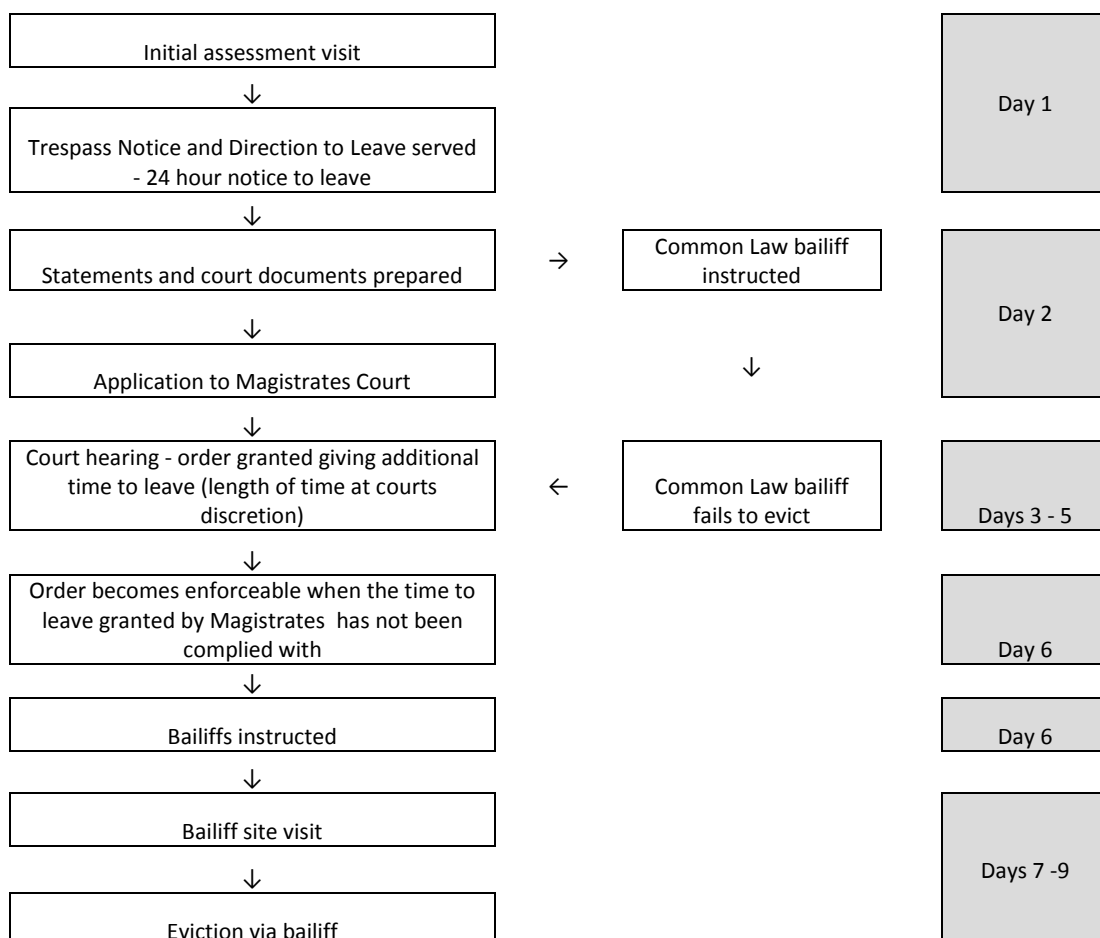 Initial assessment visit
↓
Day 1
Trespass Notice and Direction to Leave served
- 24 hour notice to leave
↓
Statements and court documents prepared
→
Common Law bailiff
instructed
Day 2
↓
↓
Application to Magistrates Court
↓
Court hearing - order granted giving additional
time to leave (length of time at courts
discretion)
←
Common Law bailiff
fails to evict
Days 3 - 5
↓
Order becomes enforceable when the time to
leave granted by Magistrates  has not been
complied with
Day 6
↓
Bailiffs instructed
Day 6
↓
Bailiff site visit
Days 7 -9
↓
Eviction via bailiff